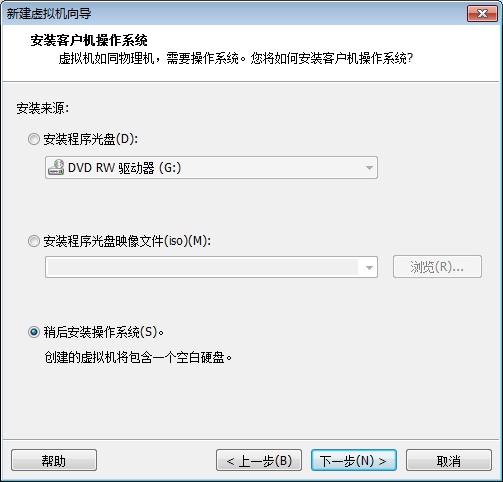 新建虚拟机向导
安装客户机操作系统
虚拟机如同物理机，需要操作系统。您将如何安装客户机操作系统?
安装来源:
安装程序光盘(D):
DVD RW 驱动器 (G:)
安装程序光盘映像文件(iso)(M):
浏览(R)...
稍后安装操作系统(S)。
创建的虚拟机将包含一个空白硬盘。
帮助
< 上一步(B)
下一步(N) >
取消